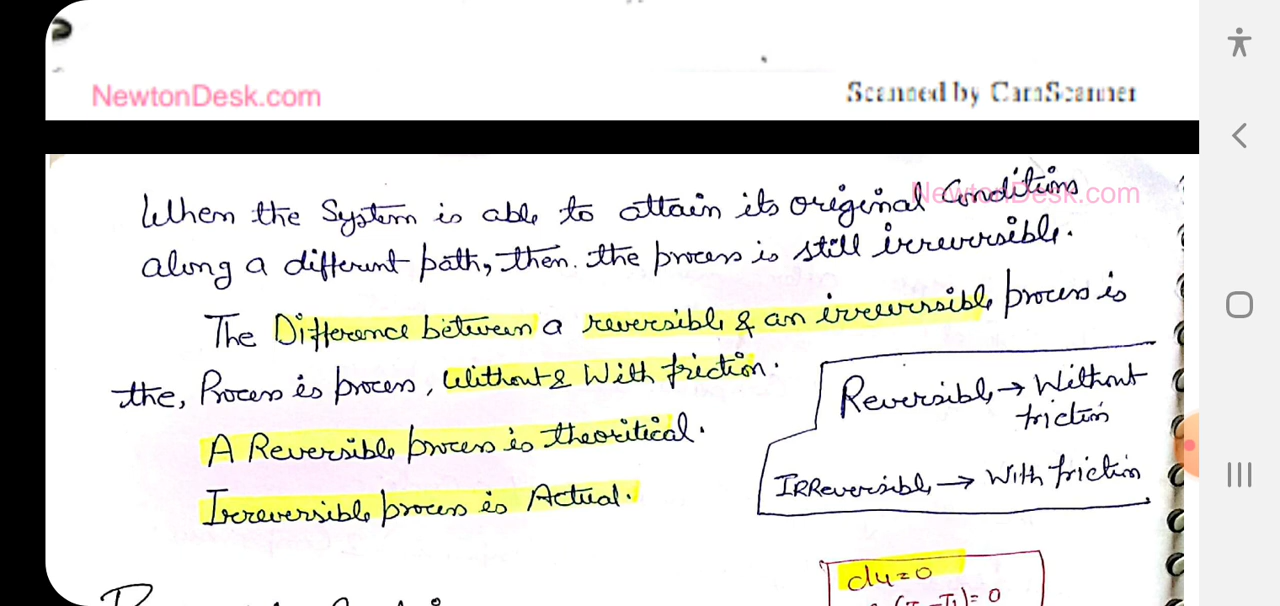 NewtonDesk.com
Scanned by CamScanner
NewtonDesk.com
When the System is able to attain its original Conditions
along a different path, then. the process is still irreversible.
The Difference between a reversible & an irreversible process is
the, Process is process, Without & With friction.
Reversible → Without
friction
A Reversible process is theoritical.
IRReversible → With friction
Irreversible process is Actual.
du=0